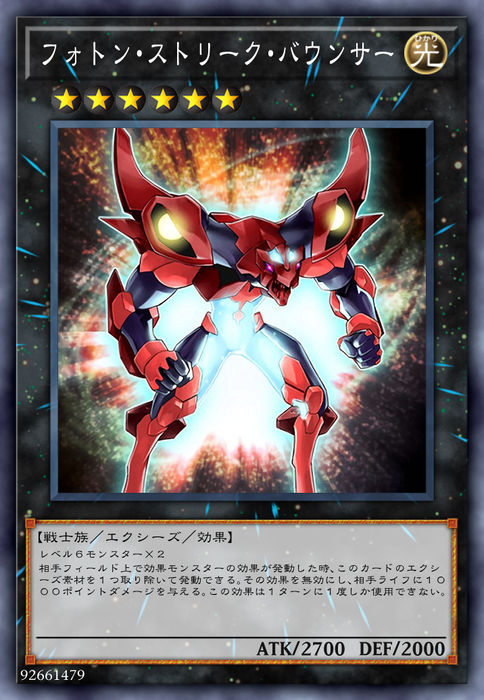 フォトン・ストリーク・バウンサー
ひかり
光
【戦士族／エクシーズ／効果】
レベル６モンスター×２
相手フィールド上で効果モンスターの効果が発動した時、このカードのエクシ
ーズ素材を１つ取り除いて発動できる。その効果を無効にし、相手ライフに１０
００ポイントダメージを与える。この効果は１ターンに１度しか使用できない。
ATK/2700 DEF/2000
92661479